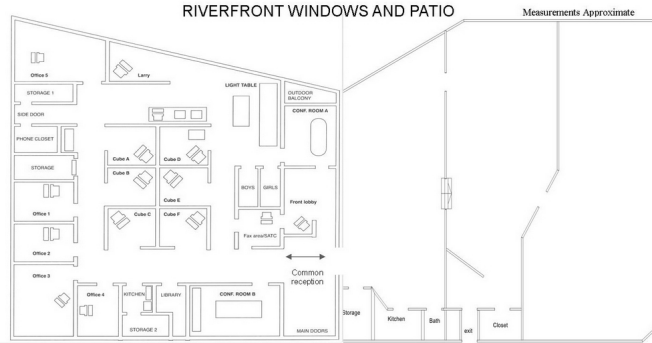 RIVERFRONT WINDOWS AND PATIO
Measurements Approximate
Office 5
Larry
STORAGE 1
LIGHT TABLE
OUTDOOR
BALCONY
SIDE DOOR
CONF. ROOM A
PHONE CLOSET
Cube A
Cube D
STORAGE
Cube B
BOYS
GIRLS
Cube E
Front lobby
Office 1
Cube C
Cube F
Fax area/SATC
Office 2
Common
reception
Office 3
Office 4
KITCHEN
LIBRARY
CONF. ROOM B
STORAGE 2
MAIN DOORS
Storage
Kitchen
Bath
exit
Closet